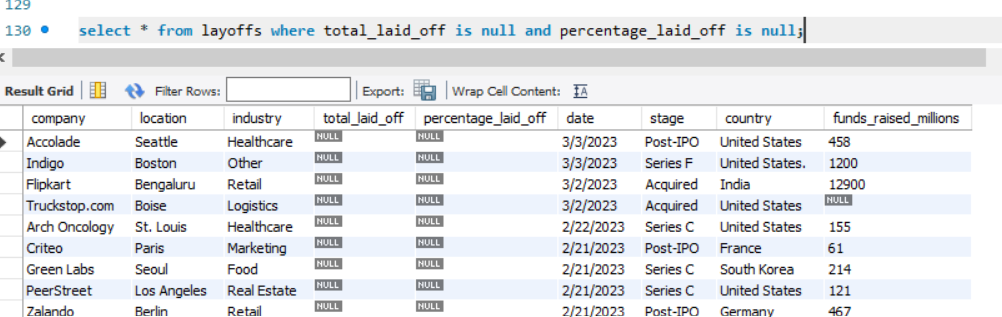 129
130 select * from layoffs where total_laid_off is null and percentage_laid_off is null;
Result Grid Filter Rows: Export: Wrap Cell Content: IA
company location industry total_laid_off percentage_laid_off date stage country funds_raised_millions
Accolade Seattle Healthcare NULL NULL 3/3/2023 Post-IPO United States 458
Indigo Boston Other NULL NULL 3/3/2023 Series F United States. 1200
Flipkart Bengaluru Retail NULL NULL 3/2/2023 Acquired India 12900
Truckstop.com Boise Logistics NULL NULL 3/2/2023 Acquired United States NULL
Arch Oncology St. Louis Healthcare NULL NULL 2/22/2023 Series C United States 155
Criteo Paris Marketing NULL NULL 2/21/2023 Post-IPO France 61
Green Labs Seoul Food NULL NULL 2/21/2023 Series C South Korea 214
PeerStreet Los Angeles Real Estate NULL NULL 2/21/2023 Series C United States 121
Zalando Berlin Retail NULL NULL 2/21/2023 Post-IPO Germany 467